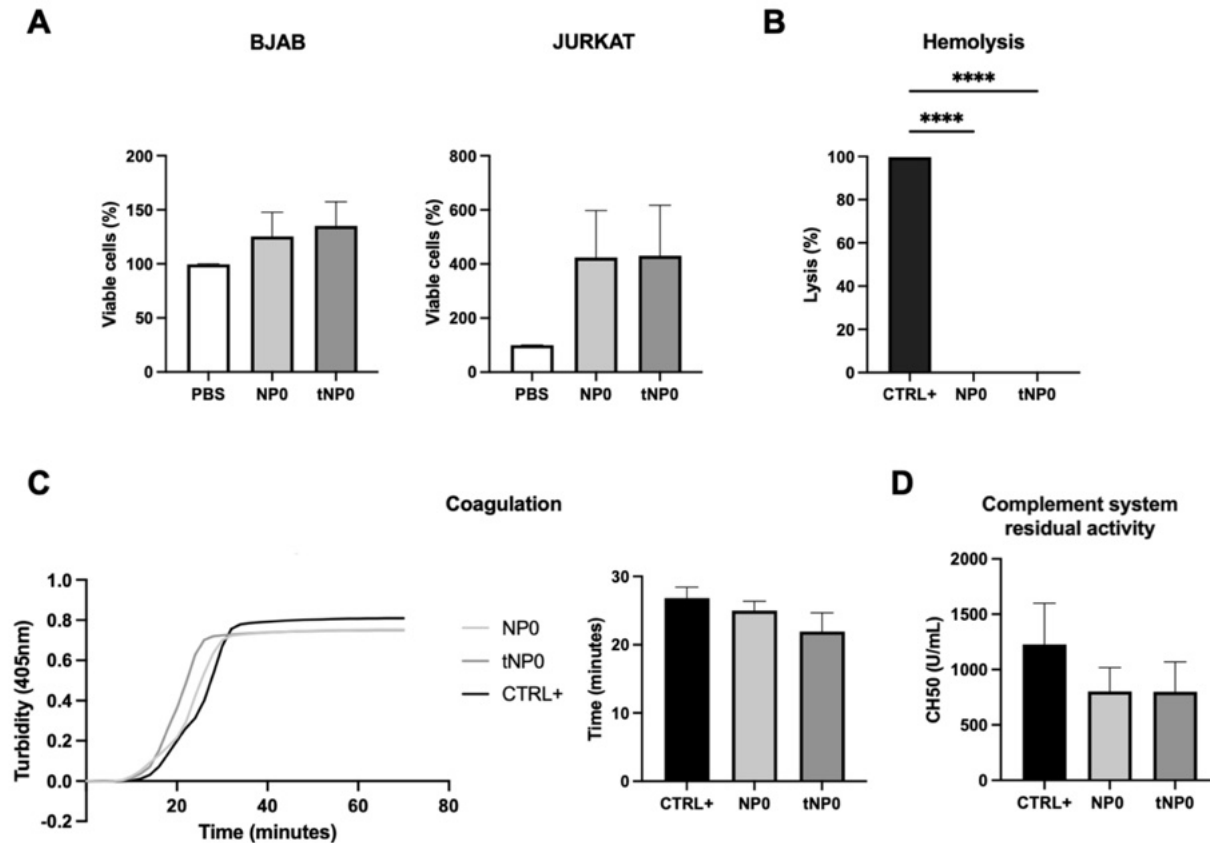 A
BJAB
JURKAT
B
Hemolysis
****
****
200
150
100
50
0
Viable cells (%)
PBS NP0 tNP0
800
600
400
200
0
Viable cells (%)
PBS NP0 tNP0
100
80
60
40
20
0
Lysis (%)
CTRL+ NP0 tNP0
C
Coagulation
1.0
0.8
0.6
0.4
0.2
0.0
-0.2
Turbidity (405nm)
20 40 60 80
Time (minutes)
NP0
tNP0
CTRL+
30
20
10
0
Time (minutes)
CTRL+ NP0 tNP0
D
Complement system
residual activity
2000
1500
1000
500
0
CH50 (U/mL)
CTRL+ NP0 tNP0